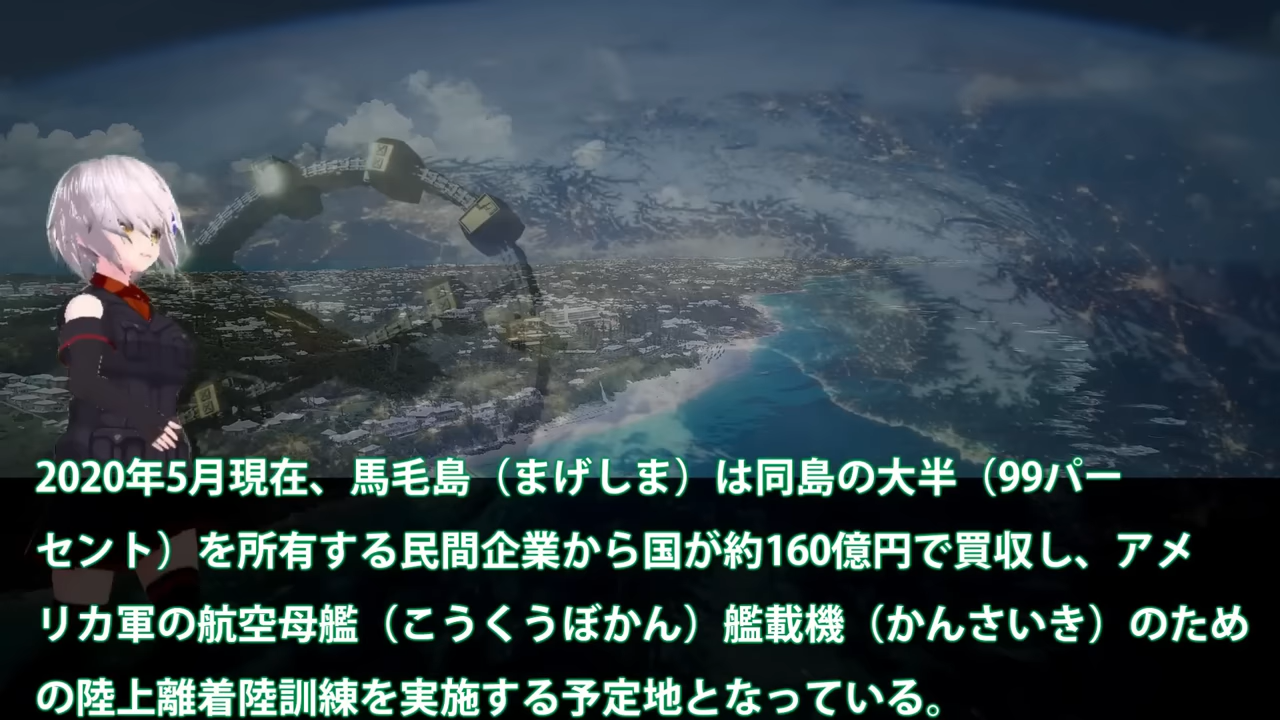 2020年5月現在、馬毛島（まげしま）は同島の大半（99パー
セント）を所有する民間企業から国が約160億円で買収し、アメ
リカ軍の航空母艦（こうくうぼかん）艦載機（かんさいき）のため
の陸上離着陸訓練を実施する予定地となっている。